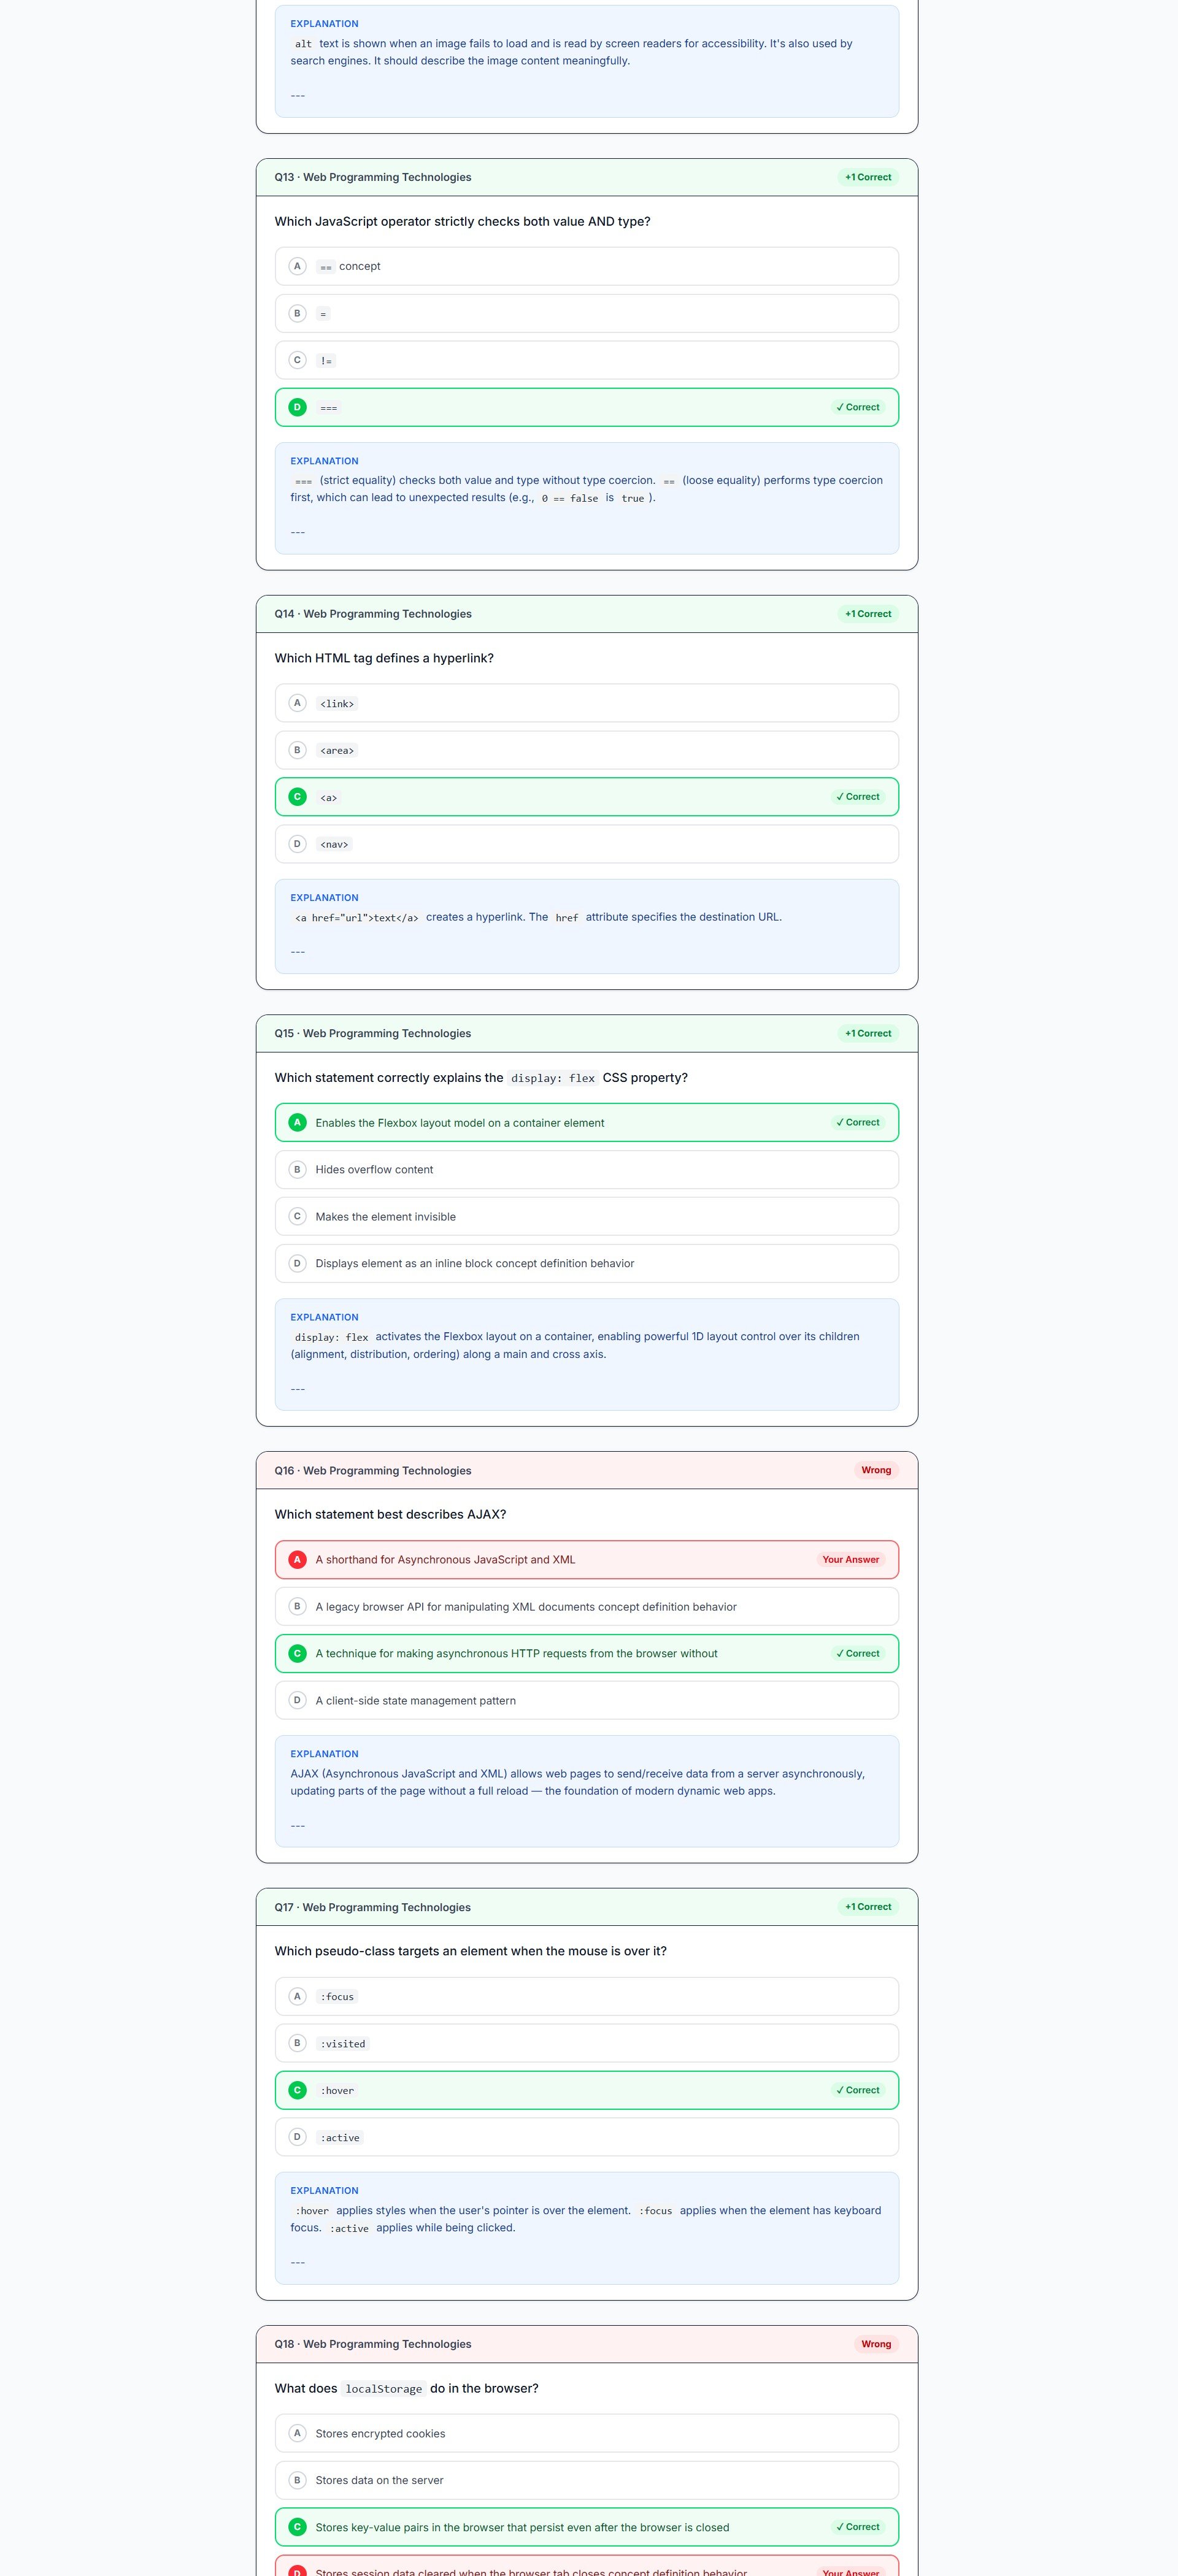 EXPLANATION
alt text is shown when an image fails to load and is read by screen readers for accessibility. It's also used by
search engines. It should describe the image content meaningfully.
---
Q13 · Web Programming Technologies
+1 Correct
Which JavaScript operator strictly checks both value AND type?
A == concept
B =
C !=
D === ✓ Correct
EXPLANATION
=== (strict equality) checks both value and type without type coercion. == (loose equality) performs type coercion
first, which can lead to unexpected results (e.g., 0 == false is true ).
---
Q14 · Web Programming Technologies
+1 Correct
Which HTML tag defines a hyperlink?
A <link>
B <area>
C <a> ✓ Correct
D <nav>
EXPLANATION
<a href="url">text</a> creates a hyperlink. The href attribute specifies the destination URL.
---
Q15 · Web Programming Technologies
+1 Correct
Which statement correctly explains the display: flex CSS property?
A Enables the Flexbox layout model on a container element ✓ Correct
B Hides overflow content
C Makes the element invisible
D Displays element as an inline block concept definition behavior
EXPLANATION
display: flex activates the Flexbox layout on a container, enabling powerful 1D layout control over its children
(alignment, distribution, ordering) along a main and cross axis.
---
Q16 · Web Programming Technologies
Wrong
Which statement best describes AJAX?
A A shorthand for Asynchronous JavaScript and XML Your Answer
B A legacy browser API for manipulating XML documents concept definition behavior
C A technique for making asynchronous HTTP requests from the browser without ✓ Correct
D A client-side state management pattern
EXPLANATION
AJAX (Asynchronous JavaScript and XML) allows web pages to send/receive data from a server asynchronously,
updating parts of the page without a full reload — the foundation of modern dynamic web apps.
---
Q17 · Web Programming Technologies
+1 Correct
Which pseudo-class targets an element when the mouse is over it?
A :focus
B :visited
C :hover ✓ Correct
D :active
EXPLANATION
:hover applies styles when the user's pointer is over the element. :focus applies when the element has keyboard
focus. :active applies while being clicked.
---
Q18 · Web Programming Technologies
Wrong
What does localStorage do in the browser?
A Stores encrypted cookies
B Stores data on the server
C Stores key-value pairs in the browser that persist even after the browser is closed ✓ Correct
D Stores session data cleared when the browser tab closes concept definition behavior Your Answer